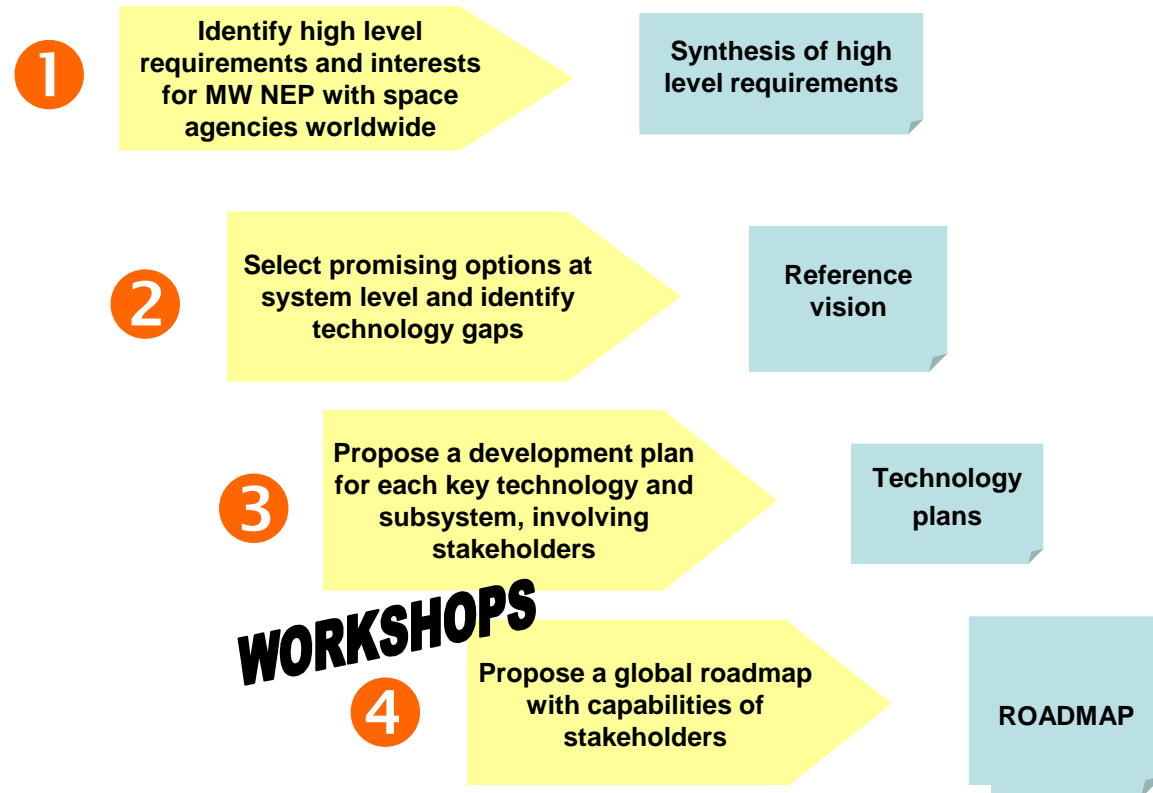 1
Identify high level
requirements and interests
for MW NEP with space
agencies worldwide
Synthesis of high
level requirements
2
Select promising options at
system level and identify
technology gaps
Reference
vision
3
Propose a development plan
for each key technology and
subsystem, involving
stakeholders
Technology
plans
WORKSHOPS
4
Propose a global roadmap
with capabilities of
stakeholders
ROADMAP